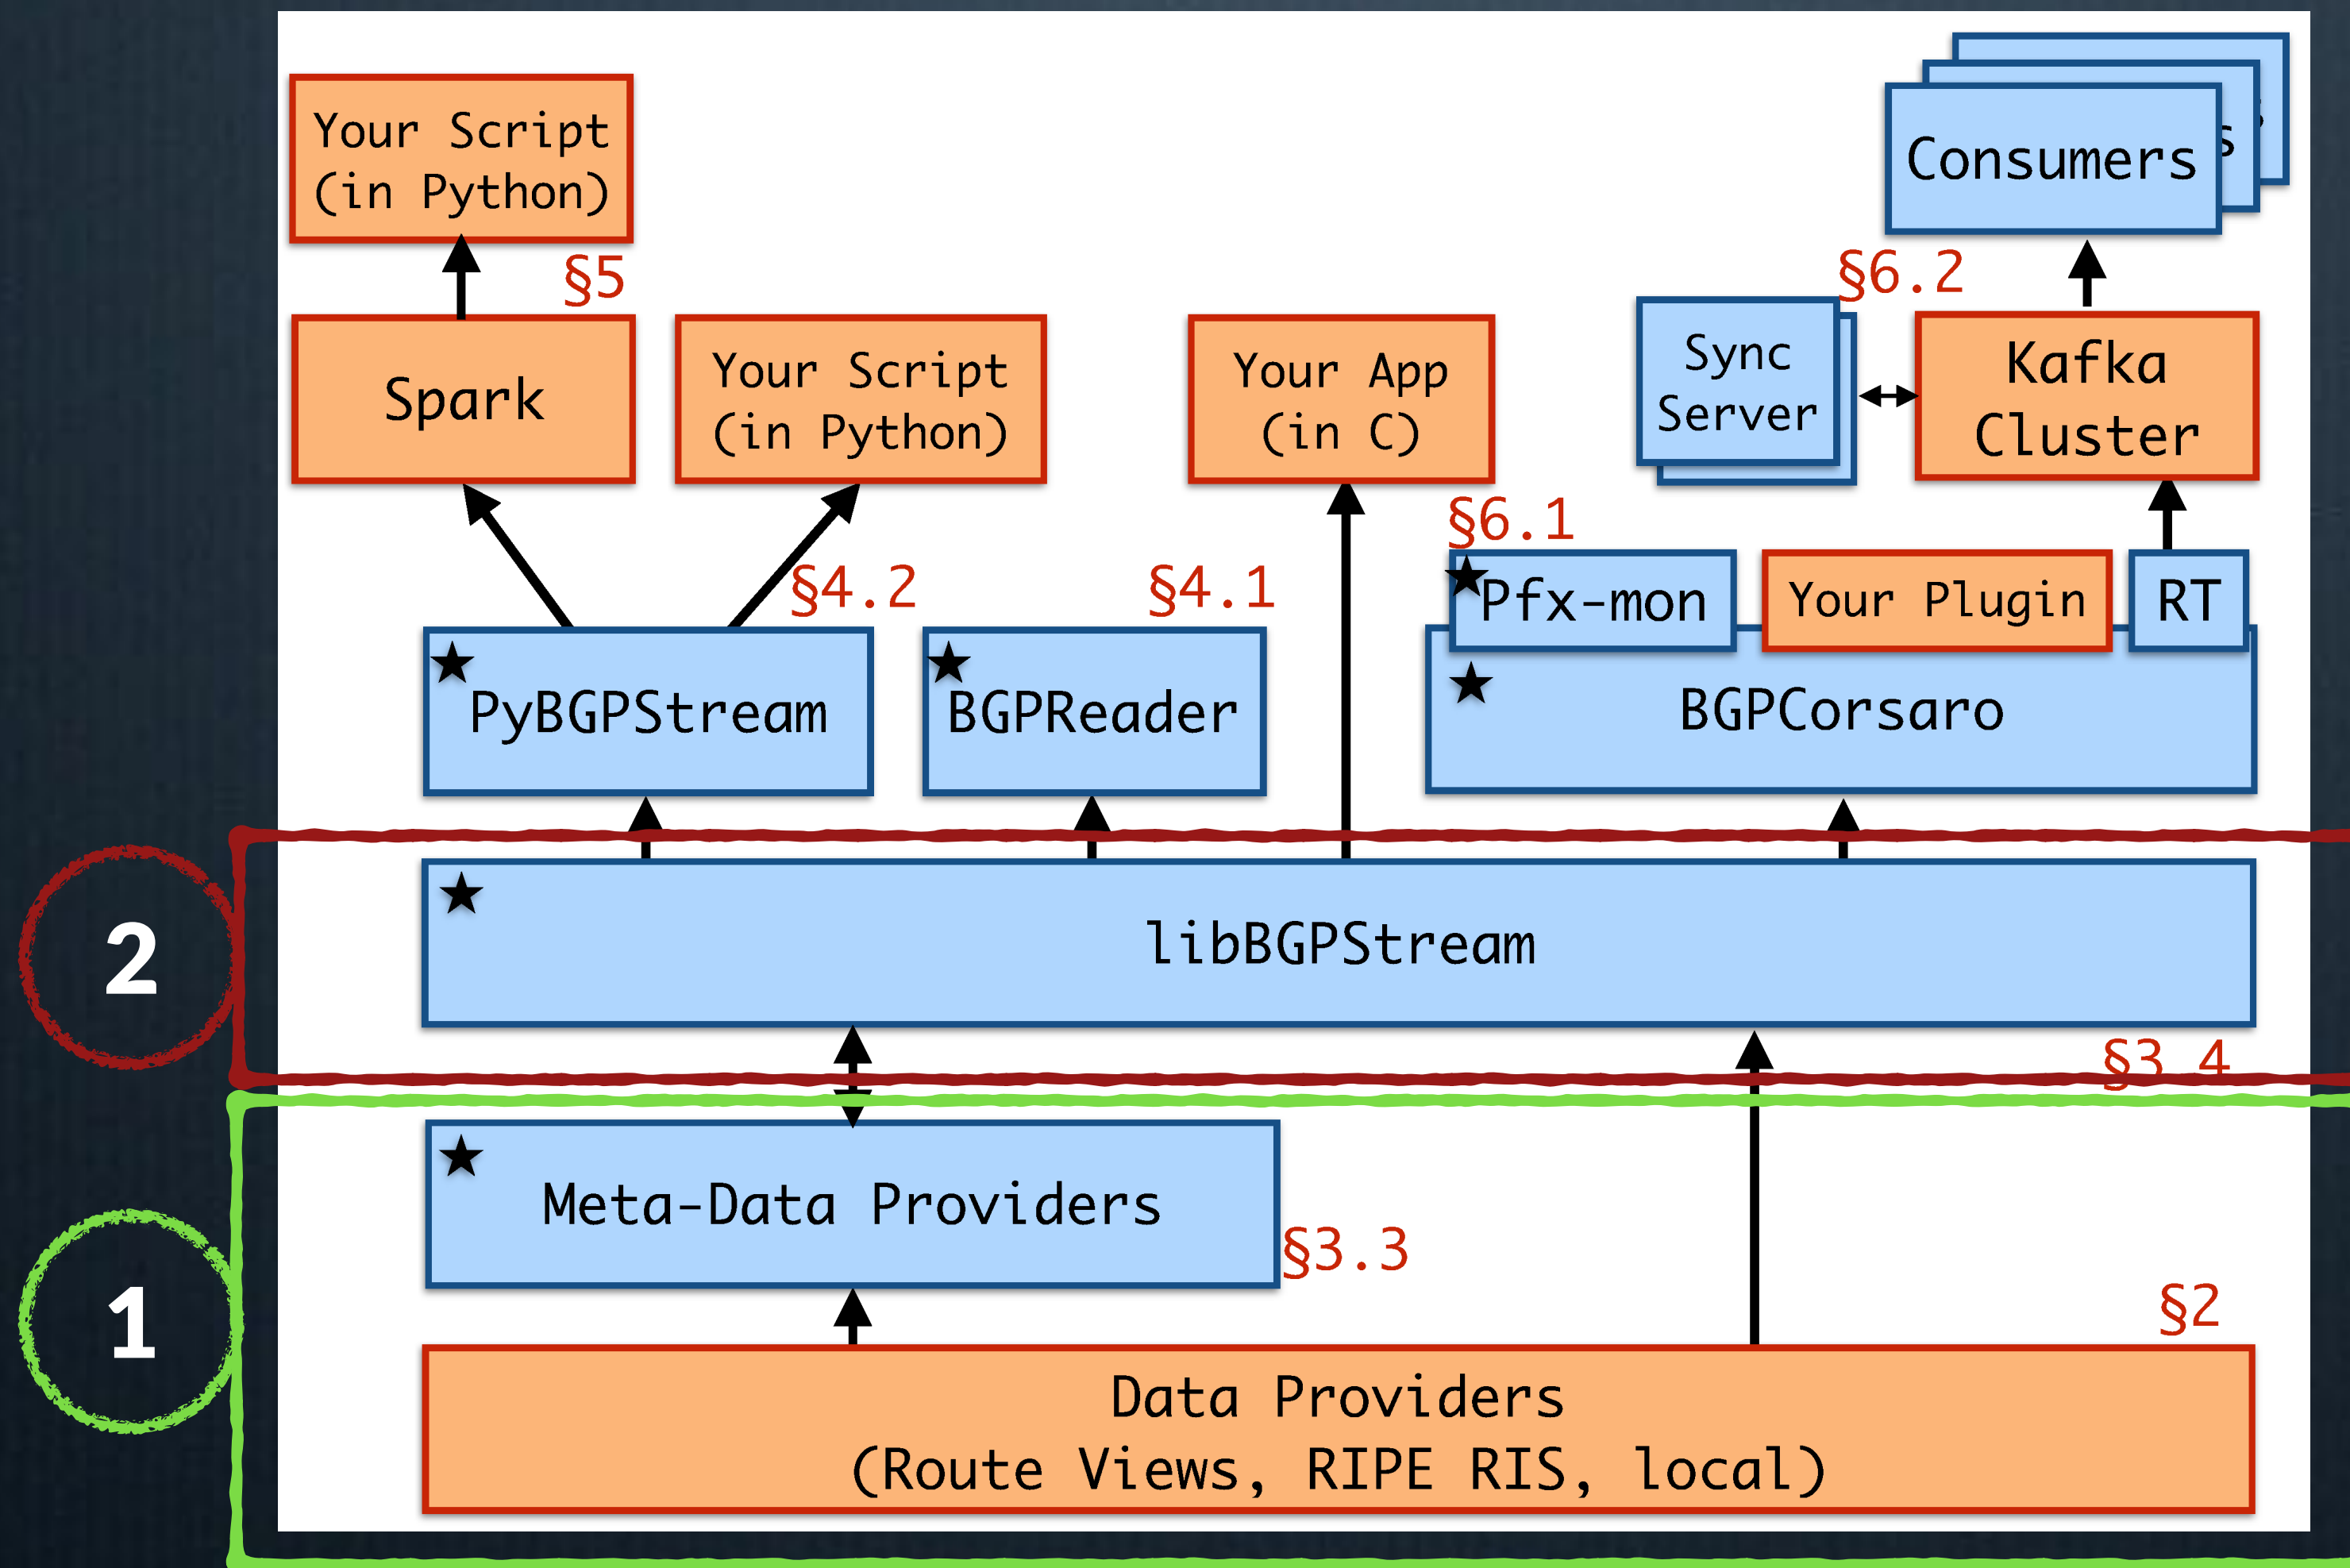 Your Script
(in Python)
Consumers
s
s
§5
§6.2
Spark
Your Script
(in Python)
Your App
(in C)
Sync
Server
Kafka
Cluster
§4.2
§4.1
§6.1
Pfx-mon
Your Plugin
RT
PyBGPStream
BGPReader
BGPCorsaro
2
libBGPStream
§3 4
1
Meta-Data Providers
§3.3
§2
Data Providers
(Route Views, RIPE RIS, local)